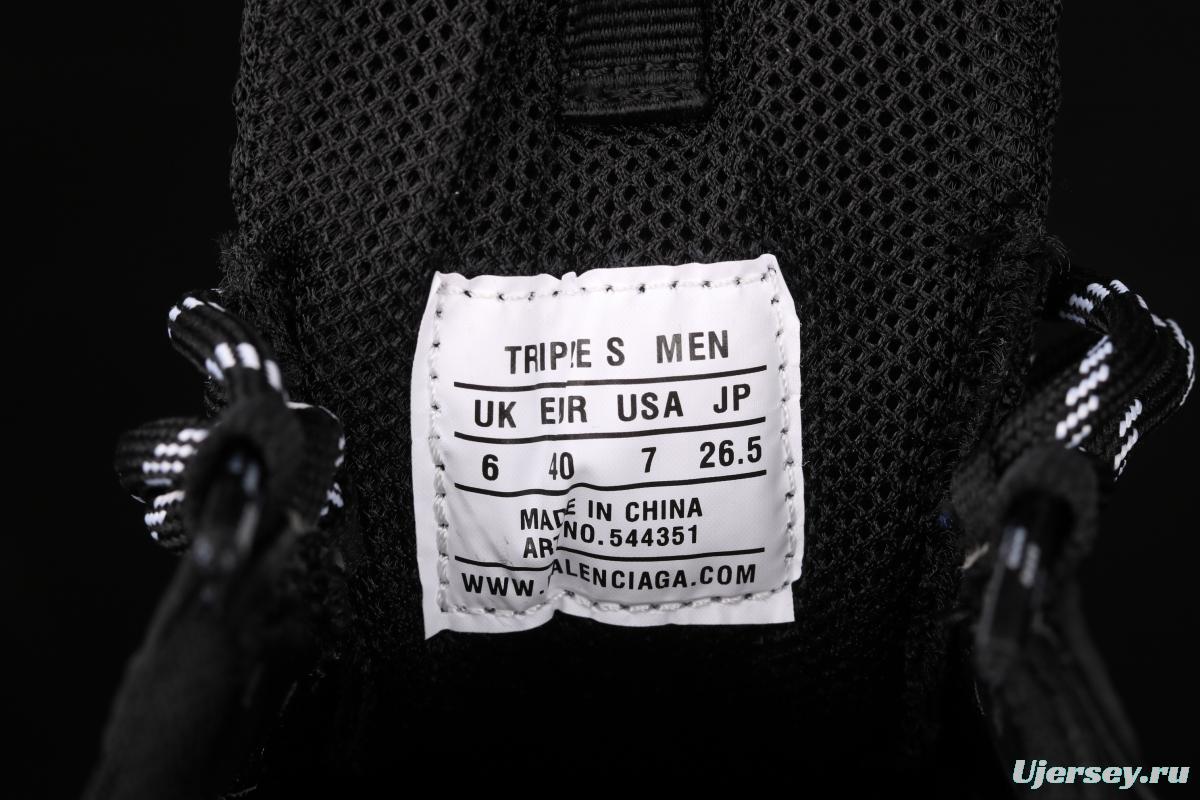 TRIPLE S MEN
UK EUR USA JP
6 40 7 26.5
MADE IN CHINA
ART NO. 544351
WWW.BALENCIAGA.COM
Ujersey.ru